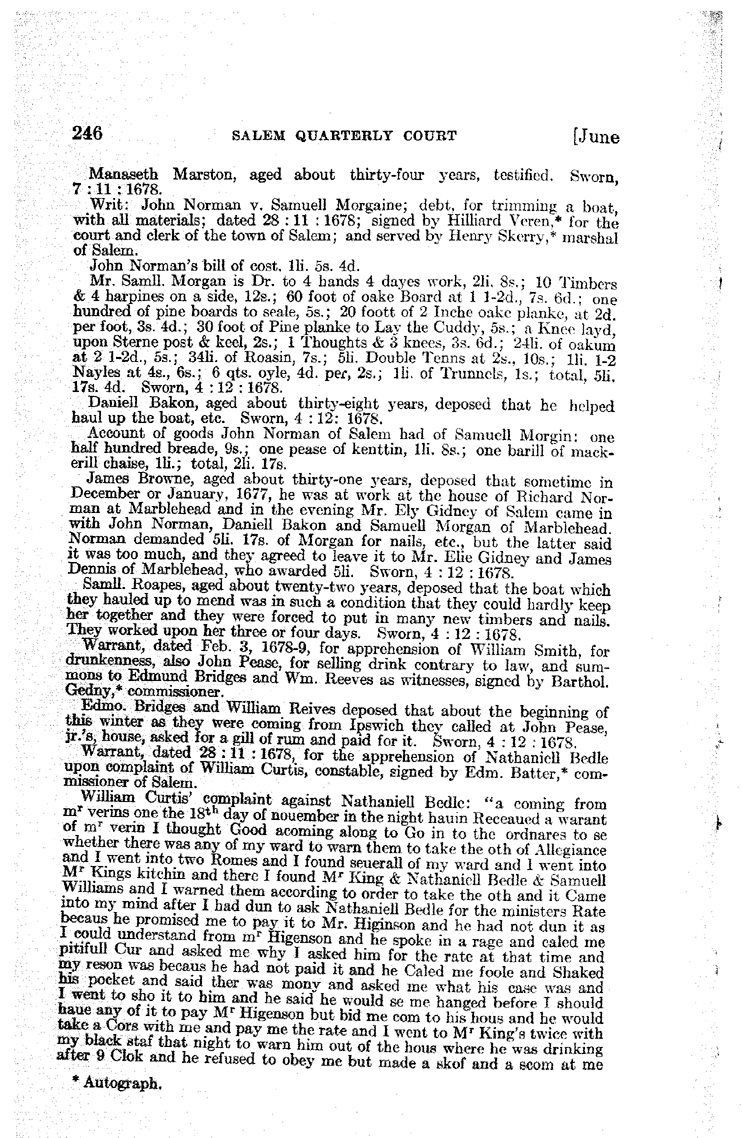 246 SALEM QUARTERLY COURT [June
Manaseth Marston, aged about thirty-four years, testified. Sworn,
7 : 11 : 1678.
Writ: John Norman v. Samuell Morgaine; debt, for trimming a boat,
with all materials; dated 28 : 11 : 1678; signed by Hilliard Veren,* for the
court and clerk of the town of Salem; and served by Henry Skerry,* marshal
of Salem.
John Norman's bill of cost, 1li. 5s. 4d.
Mr. Samll. Morgan is Dr. to 4 hands 4 dayes work, 2li. 8s.; 10 Timbers
& 4 harpines on a side, 12s.; 60 foot of oake Board at 1 1-2d., 7s. 6d.; one
hundred of pine boards to seale, 5s.; 20 foott of 2 Inche oake planke, at 2d.
per foot, 3s. 4d.; 30 foot of Pine planke to Lay the Cuddy, 5s.; a Knee layd,
upon Sterne post & keel, 2s.; 1 Thoughts & 3 knees, 3s. 6d.; 24li. of oakum
at 2 1-2d., 5s.; 34li. of Roasin, 7s.; 5li. Double Tenns at 2s., 10s.; 1li. 1-2
Nayles at 4s., 6s.; 6 qts. oyle, 4d. per, 2s.; 1li. of Trunnels, 1s.; total, 5li.
17s. 4d. Sworn, 4 : 12 : 1678.
Daniell Bakon, aged about thirty-eight years, deposed that he helped
haul up the boat, etc. Sworn, 4 : 12: 1678.
Account of goods John Norman of Salem had of Samuell Morgin: one
half hundred breade, 9s.; one pease of kenttin, 1li. 8s.; one barill of mack-
erill chaise, 1li.; total, 2li. 17s.
James Browne, aged about thirty-one years, deposed that sometime in
December or January, 1677, he was at work at the house of Richard Nor-
man at Marblehead and in the evening Mr. Ely Gidney of Salem came in
with John Norman, Daniell Bakon and Samuell Morgan of Marblehead.
Norman demanded 5li. 17s. of Morgan for nails, etc., but the latter said
it was too much, and they agreed to leave it to Mr. Elie Gidney and James
Dennis of Marblehead, who awarded 5li. Sworn, 4 : 12 : 1678.
Samll. Roapes, aged about twenty-two years, deposed that the boat which
they hauled up to mend was in such a condition that they could hardly keep
her together and they were forced to put in many new timbers and nails.
They worked upon her three or four days. Sworn, 4 : 12 : 1678.
Warrant, dated Feb. 3, 1678-9, for apprehension of William Smith, for
drunkenness, also John Pease, for selling drink contrary to law, and sum-
mons to Edmund Bridges and Wm. Reeves as witnesses, signed by Barthol.
Gedny,* commissioner.
Edmo. Bridges and William Reives deposed that about the beginning of
this winter as they were coming from Ipswich they called at John Pease,
jr.'s, house, asked for a gill of rum and paid for it. Sworn, 4 : 12 : 1678.
Warrant, dated 28 : 11 : 1678, for the apprehension of Nathaniell Bedle
upon complaint of William Curtis, constable, signed by Edm. Batter,* com-
missioner of Salem.
William Curtis' complaint against Nathaniell Bedle: "a coming from
mʳ verins one the 18ᵗʰ day of nouember in the night hauin Receaued a warant
of mʳ verin I thought Good acoming along to Go in to the ordnares to se
whether there was any of my ward to warn them to take the oth of Allegiance
and I went into two Romes and I found seuerall of my ward and I went into
Mʳ Kings kitchin and there I found Mʳ King & Nathaniell Bedle & Samuell
Williams and I warned them according to order to take the oth and it Came
into my mind after I had dun to ask Nathaniell Bedle for the ministers Rate
becaus he promised me to pay it to Mr. Higinson and he had not dun it as
I could understand from mʳ Higenson and he spoke in a rage and caled me
pitifull Cur and asked me why I asked him for the rate at that time and
my reson was becaus he had not paid it and he Caled me foole and Shaked
his pocket and said ther was mony and asked me what his case was and
I went to sho it to him and he said he would se me hanged before I should
haue any of it to pay Mʳ Higenson but bid me com to his hous and he would
take a Cors with me and pay me the rate and I went to Mʳ King's twice with
my black staf that night to warn him out of the hous where he was drinking
after 9 Clok and he refused to obey me but made a skof and a scom at me
* Autograph.